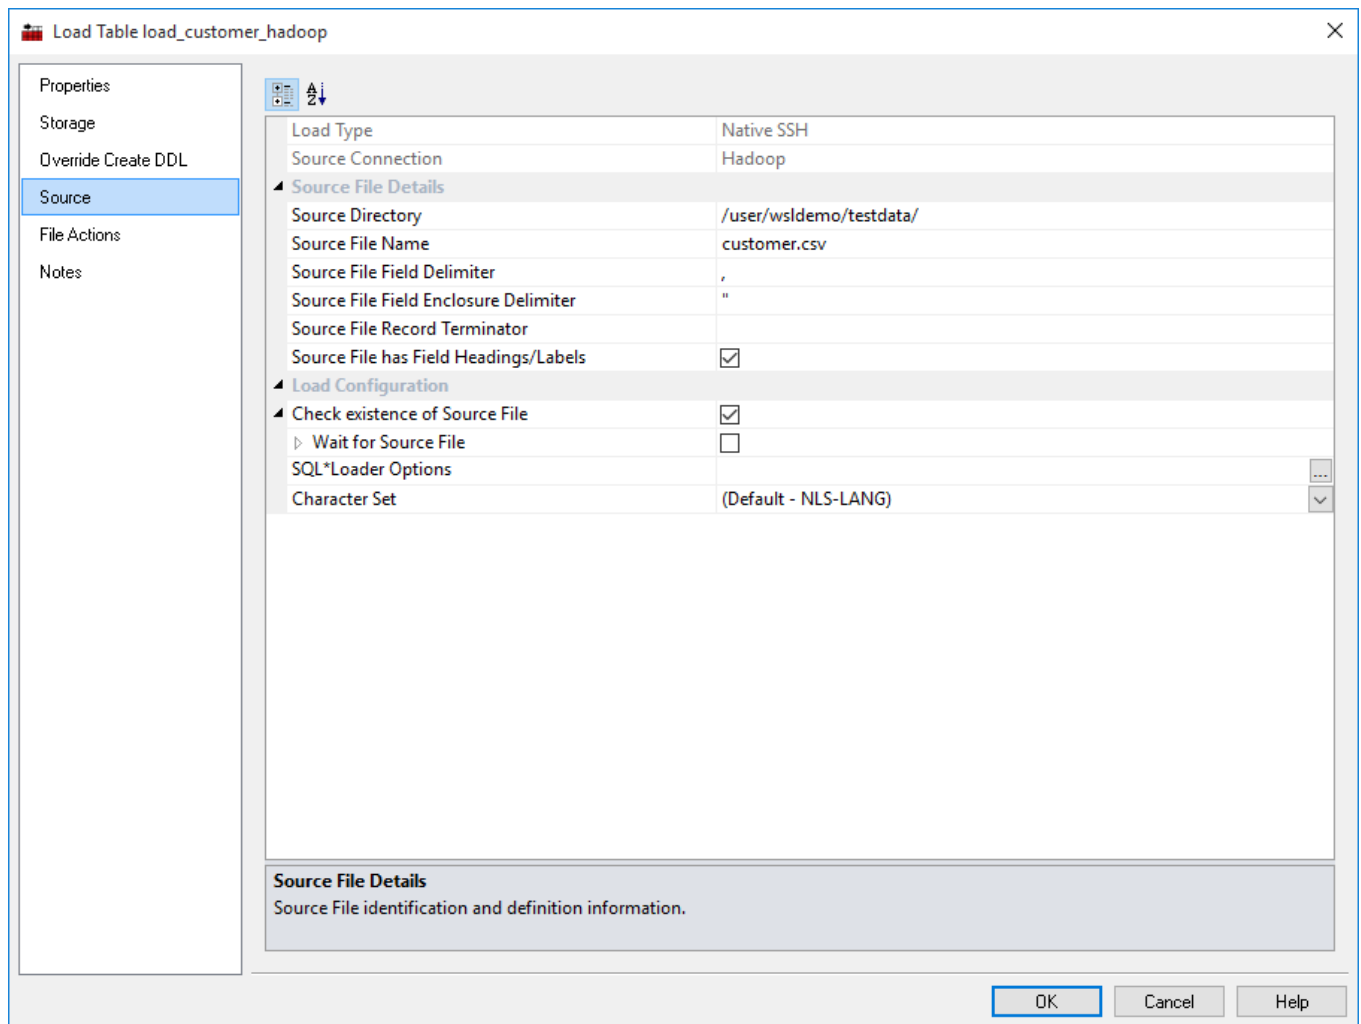 Load Table load_customer_hadoop
Properties
Storage
Override Create DDL
Source
File Actions
Notes
Load Type Native SSH
Source Connection Hadoop
Source File Details
Source Directory /user/wsldemo/testdata/
Source File Name customer.csv
Source File Field Delimiter ,
Source File Field Enclosure Delimiter "
Source File Record Terminator
Source File has Field Headings/Labels
Load Configuration
Check existence of Source File
Wait for Source File
SQL*Loader Options ...
Character Set (Default - NLS-LANG)
Source File Details
Source File identification and definition information.
OK Cancel Help